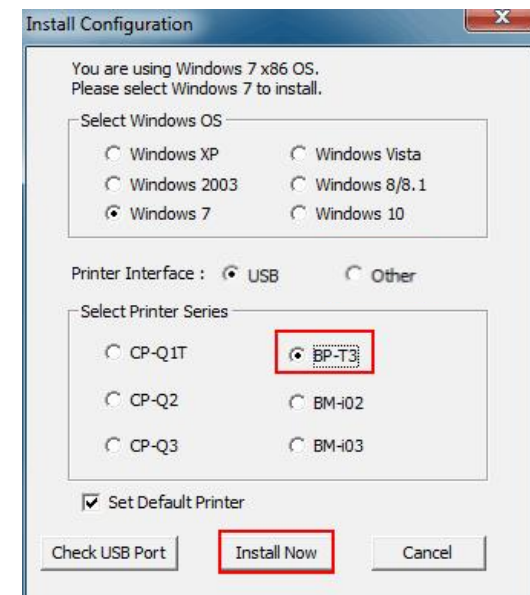 Install Configuration
You are using Windows 7 x86 OS.
Please select Windows 7 to install.
Select Windows OS
Windows XP Windows Vista
Windows 2003 Windows 8/8.1
Windows 7 Windows 10
Printer Interface : USB Other
Select Printer Series
CP-Q1T BP-T3
CP-Q2 BM-i02
CP-Q3 BM-i03
Set Default Printer
Check USB Port Install Now Cancel